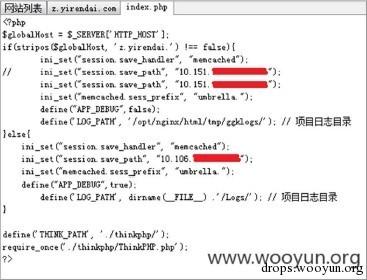 网站列表 z.yirendai.com index.php
<?php
$globalHost = $_SERVER['HTTP_HOST'];
if(stripos($globalHost, 'z.yirendai.') !== false){
ini_set("session.save_handler", "memcached");
// ini_set("session.save_path", "10.151.
ini_set("session.save_path", "10.151. ");
ini_set("memcached.sess_prefix", "umbrella.");
define("APP_DEBUG", false);
define('LOG_PATH', '/opt/nginx/html/tmp/ggklogs/'); // 项目日志目录
}else{
ini_set("session.save_handler", "memcached");
ini_set("session.save_path", "10.106. ");
ini_set("memcached.sess_prefix", "umbrella.");
define("APP_DEBUG",true);
define('LOG_PATH', dirname(__FILE__) .'/Logs/'); // 项目日志目录
}
define('THINK_PATH', './thinkphp/');
require_once('./thinkphp/ThinkPHP.php');
?>
www.wooyun.org
drops.wooyun.org